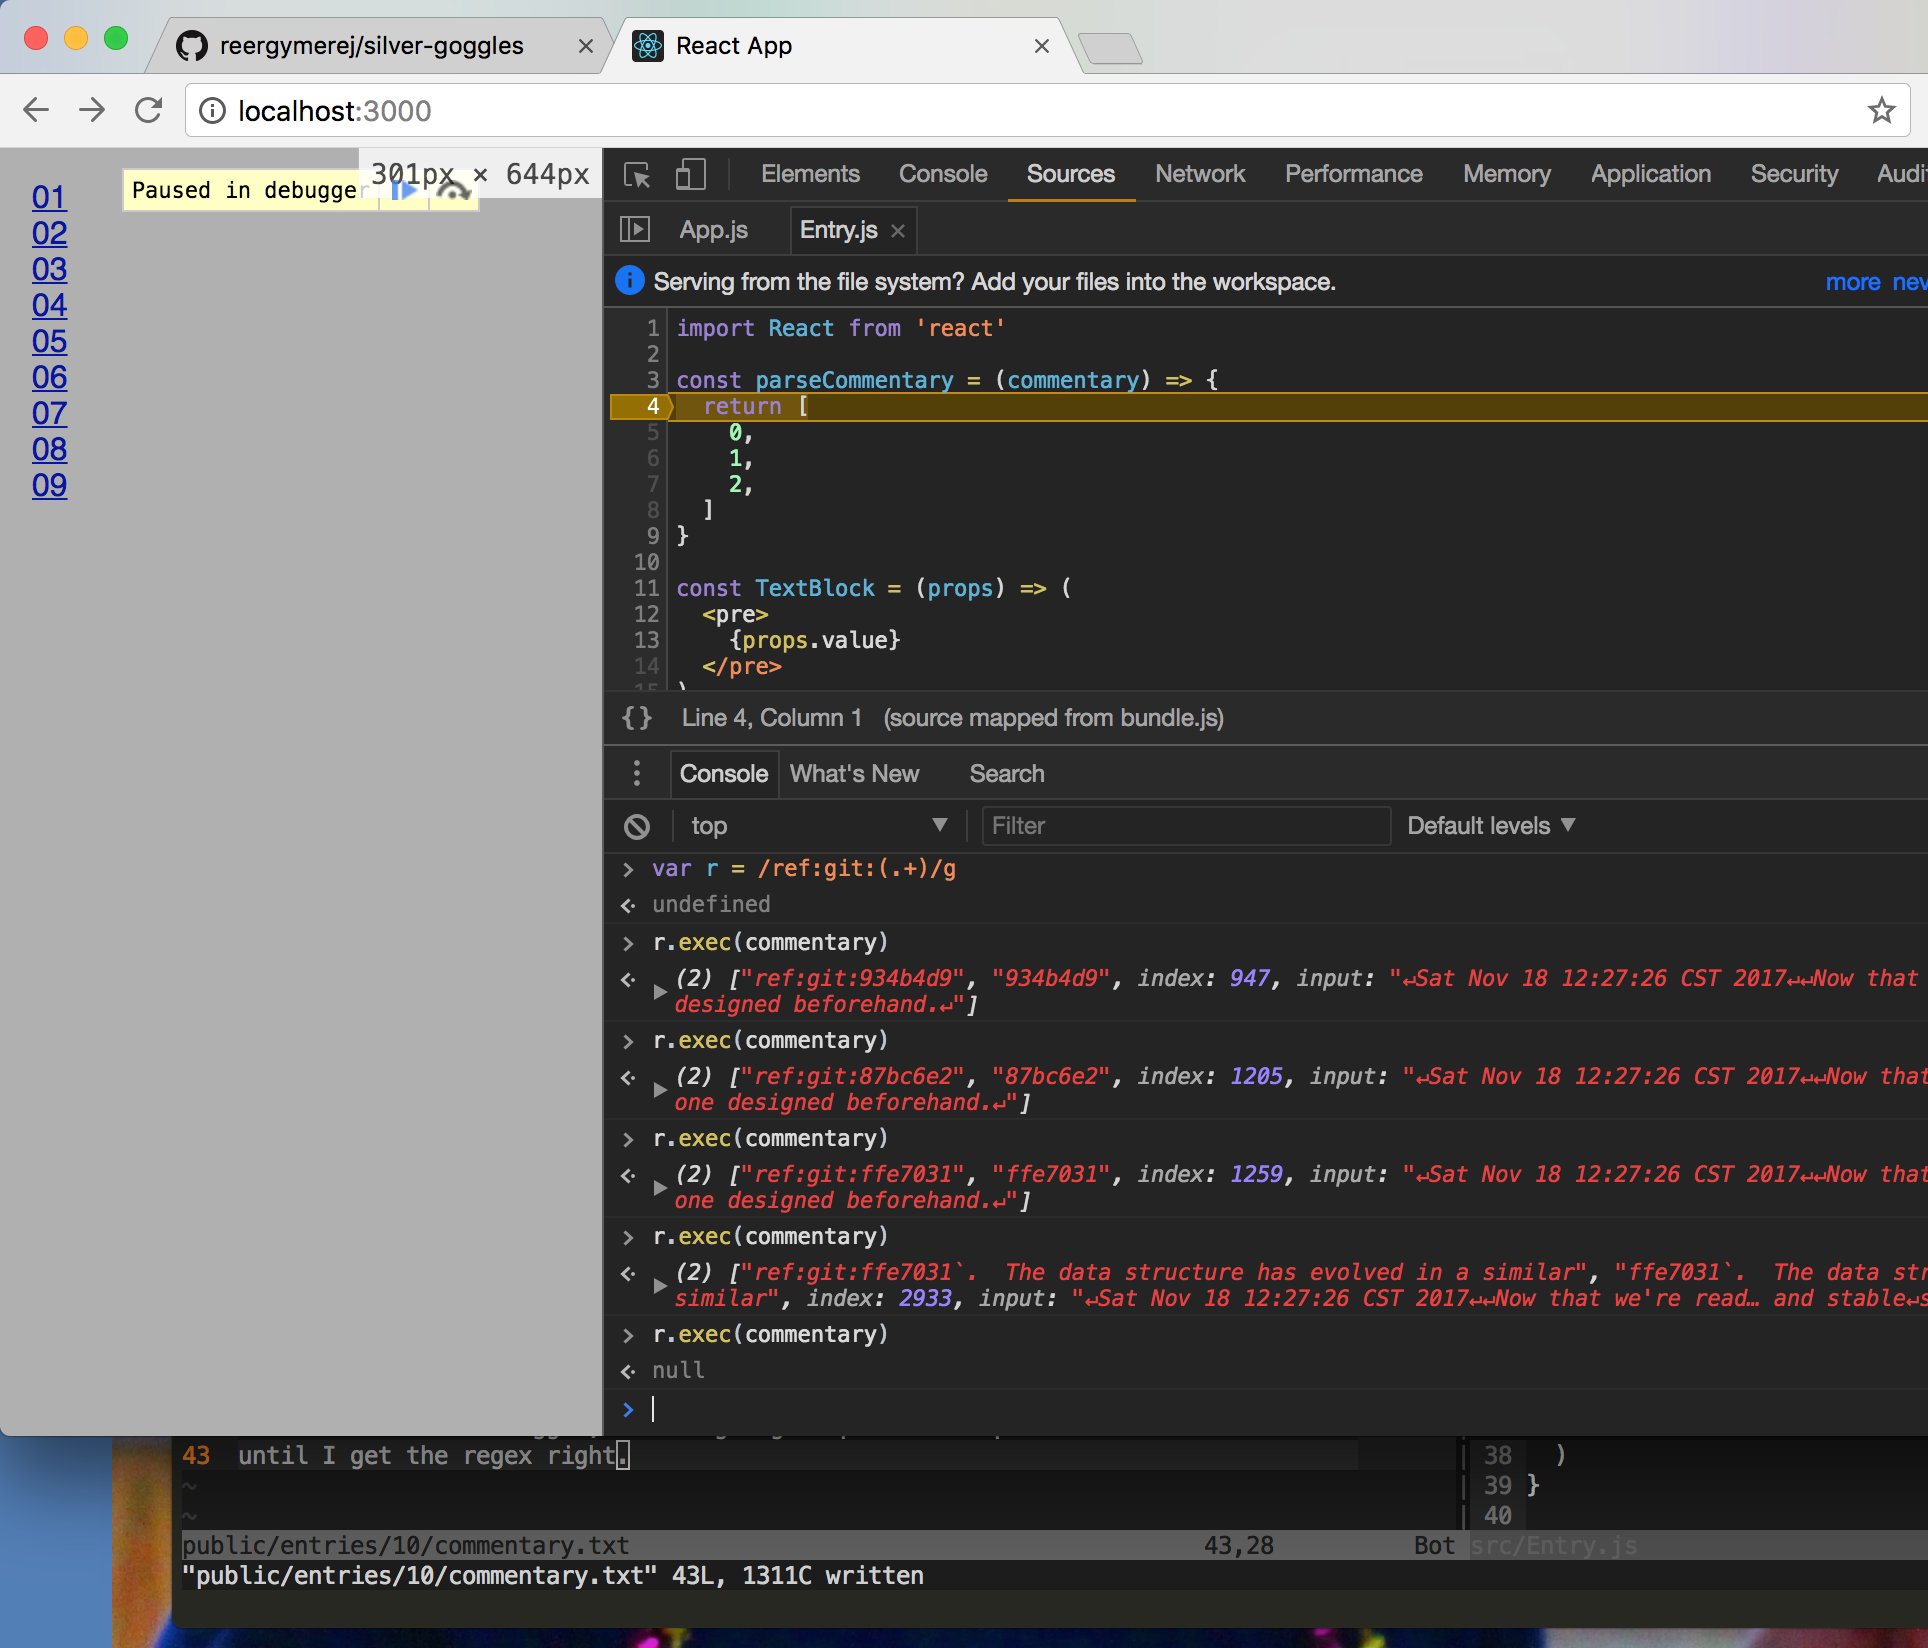 reergymerej/silver-goggles
React App
localhost:3000
301px × 644px
Paused in debugger
01
02
03
04
05
06
07
08
09
Elements Console Sources Network Performance Memory Application Security Audi
App.js Entry.js
Serving from the file system? Add your files into the workspace. more nev
1 import React from 'react'
2
3 const parseCommentary = (commentary) => {
4 return [
5 0,
6 1,
7 2,
8 ]
9 }
10
11 const TextBlock = (props) => (
12 <pre>
13 {props.value}
14 </pre>
15 )
{} Line 4, Column 1 (source mapped from bundle.js)
Console What's New Search
top Filter Default levels
> var r = /ref:git:(.+)/g
undefined
> r.exec(commentary)
(2) ["ref:git:934b4d9", "934b4d9", index: 947, input: "↵Sat Nov 18 12:27:26 CST 2017↵↵Now that
designed beforehand.↵"]
> r.exec(commentary)
(2) ["ref:git:87bc6e2", "87bc6e2", index: 1205, input: "↵Sat Nov 18 12:27:26 CST 2017↵↵Now that
one designed beforehand.↵"]
> r.exec(commentary)
(2) ["ref:git:ffe7031", "ffe7031", index: 1259, input: "↵Sat Nov 18 12:27:26 CST 2017↵↵Now that
one designed beforehand.↵"]
> r.exec(commentary)
(2) ["ref:git:ffe7031`.  The data structure has evolved in a similar", "ffe7031`.  The data str
similar", index: 2933, input: "↵Sat Nov 18 12:27:26 CST 2017↵↵Now that we're read… and stable↵s
> r.exec(commentary)
null
>
43 until I get the regex right.
~
~
public/entries/10/commentary.txt 43,28 Bot
"public/entries/10/commentary.txt" 43L, 1311C written
38 )
39 }
40
src/Entry.js